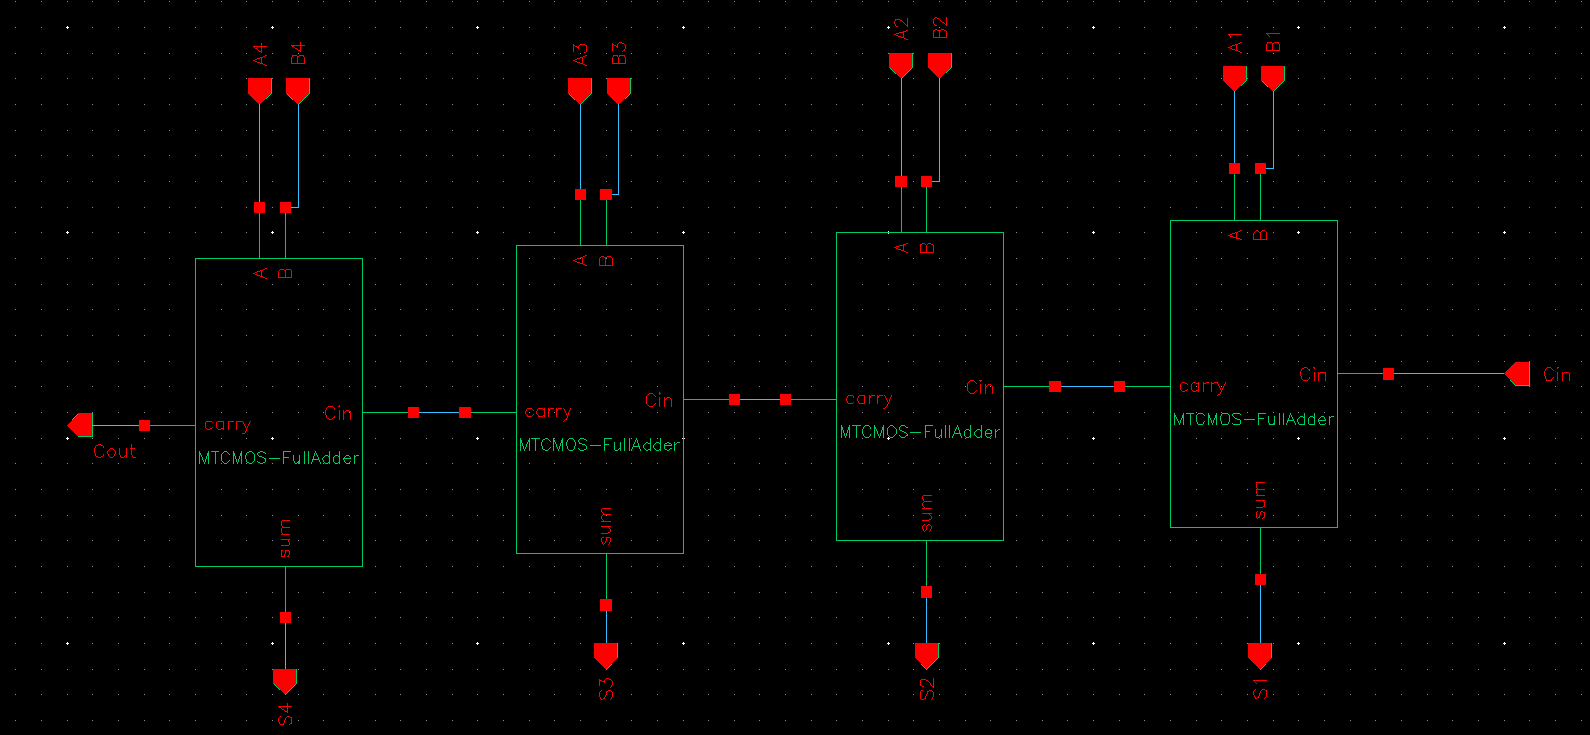 A4 B4 A3 B3 A2 B2 A1 B1
A B A B A B A B
Cout carry Cin carry Cin carry Cin carry Cin Cin
MTCMOS-FullAdder MTCMOS-FullAdder MTCMOS-FullAdder MTCMOS-FullAdder
sum sum sum sum
S4 S3 S2 S1